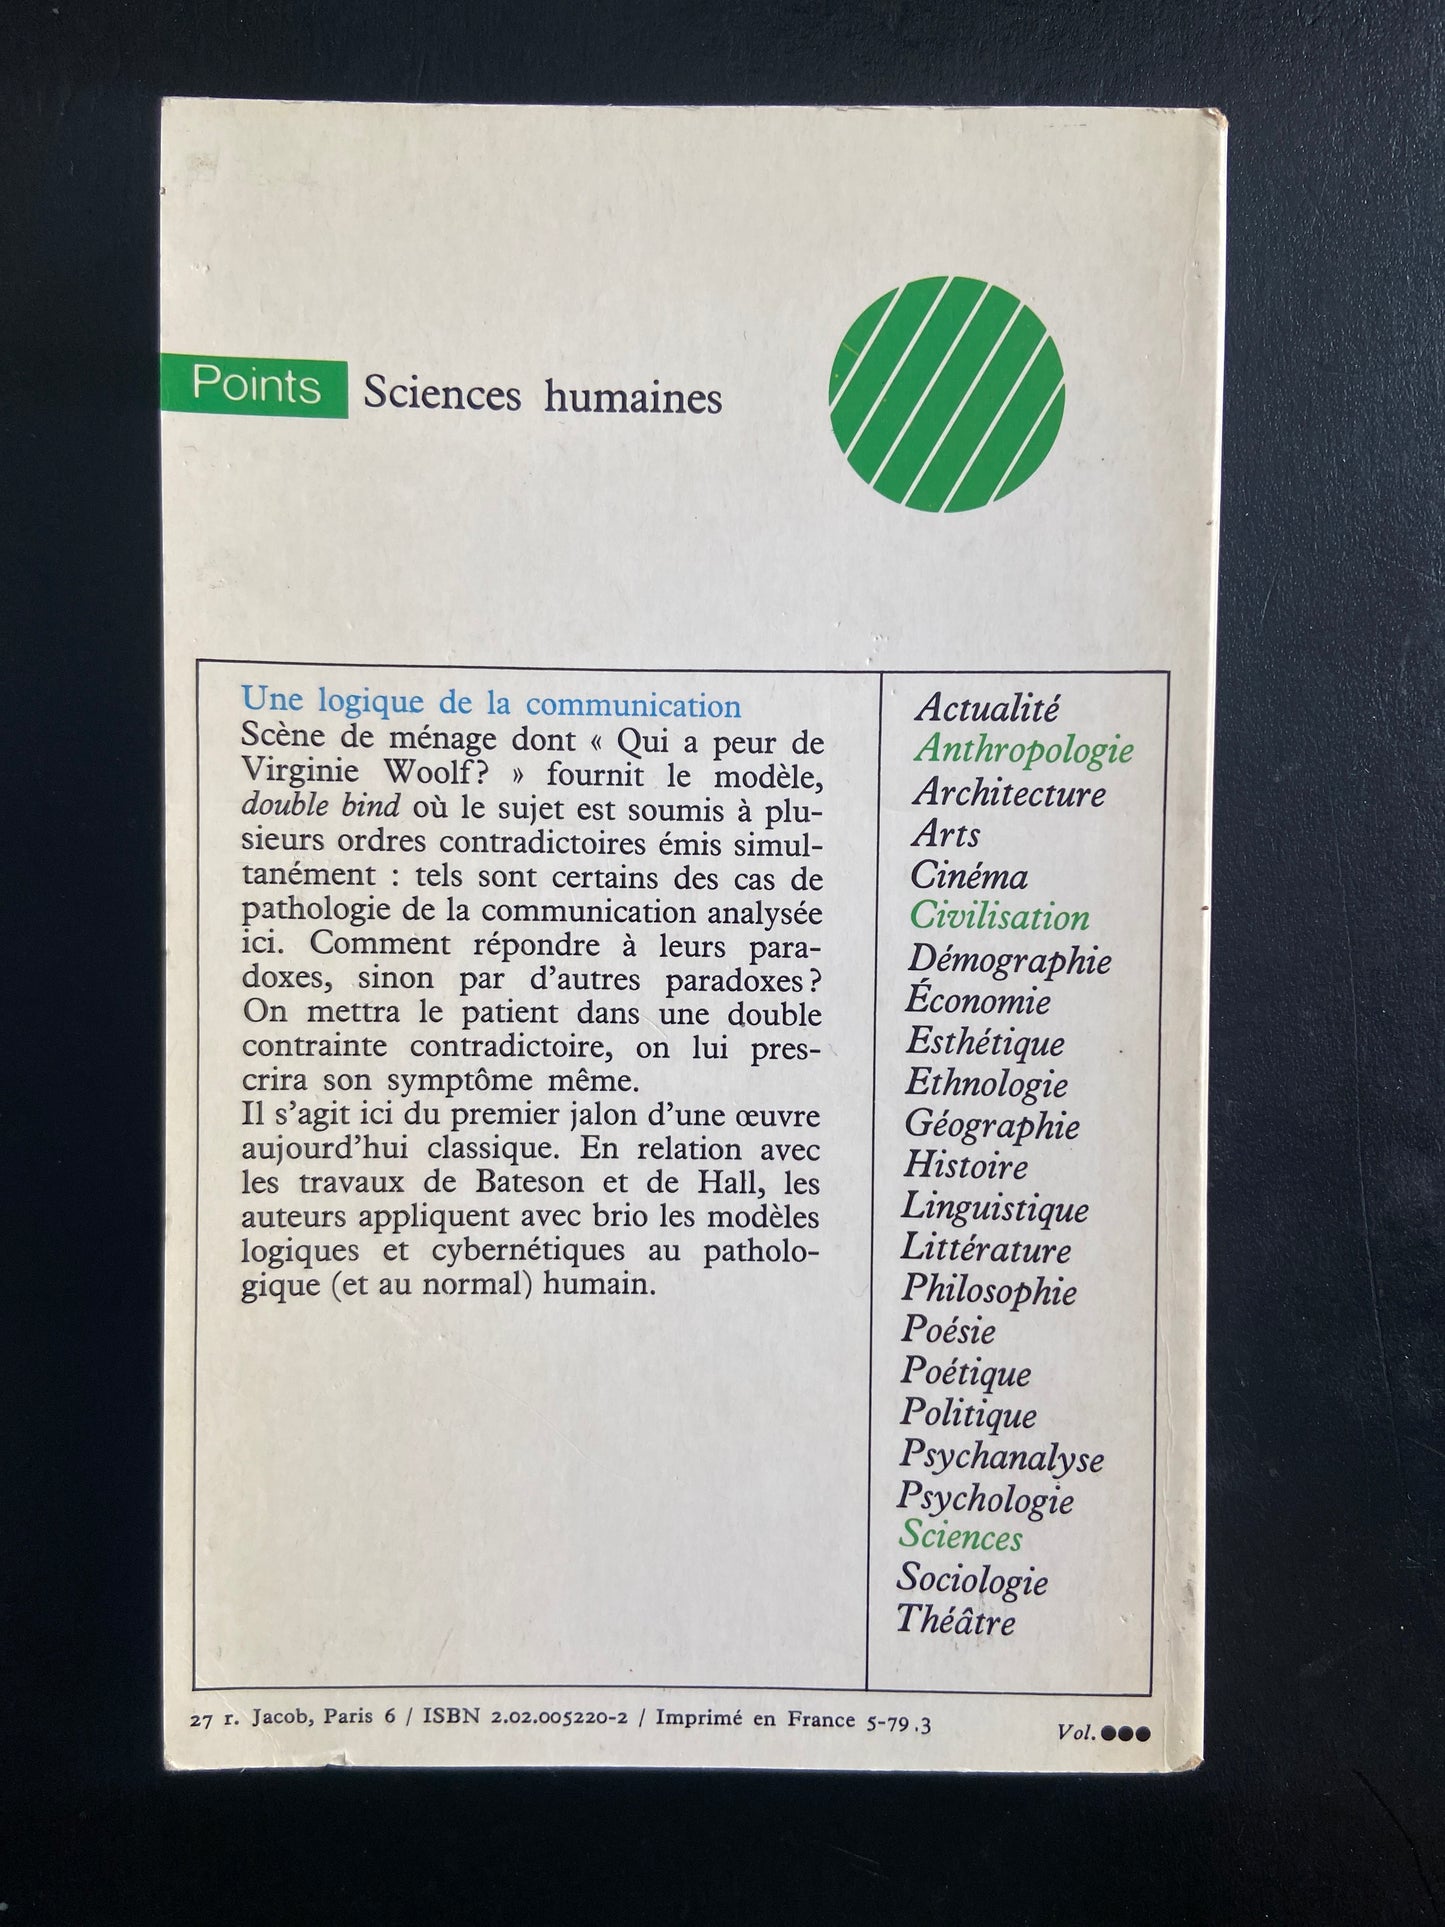 Points Sciences humaines
Une logique de la communication
Scène de ménage dont « Qui a peur de
Virginie Woolf? » fournit le modèle,
double bind où le sujet est soumis à plu-
sieurs ordres contradictoires émis simul-
tanément : tels sont certains des cas de
pathologie de la communication analysée
ici. Comment répondre à leurs para-
doxes, sinon par d'autres paradoxes?
On mettra le patient dans une double
contrainte contradictoire, on lui pres-
crira son symptôme même.
Il s'agit ici du premier jalon d'une œuvre
aujourd'hui classique. En relation avec
les travaux de Bateson et de Hall, les
auteurs appliquent avec brio les modèles
logiques et cybernétiques au patholo-
gique (et au normal) humain.
Actualité
Anthropologie
Architecture
Arts
Cinéma
Civilisation
Démographie
Économie
Esthétique
Ethnologie
Géographie
Histoire
Linguistique
Littérature
Philosophie
Poésie
Poétique
Politique
Psychanalyse
Psychologie
Sciences
Sociologie
Théâtre
27 r. Jacob, Paris 6 / ISBN 2.02.005220-2 / Imprimé en France 5-79.3
Vol.●●●